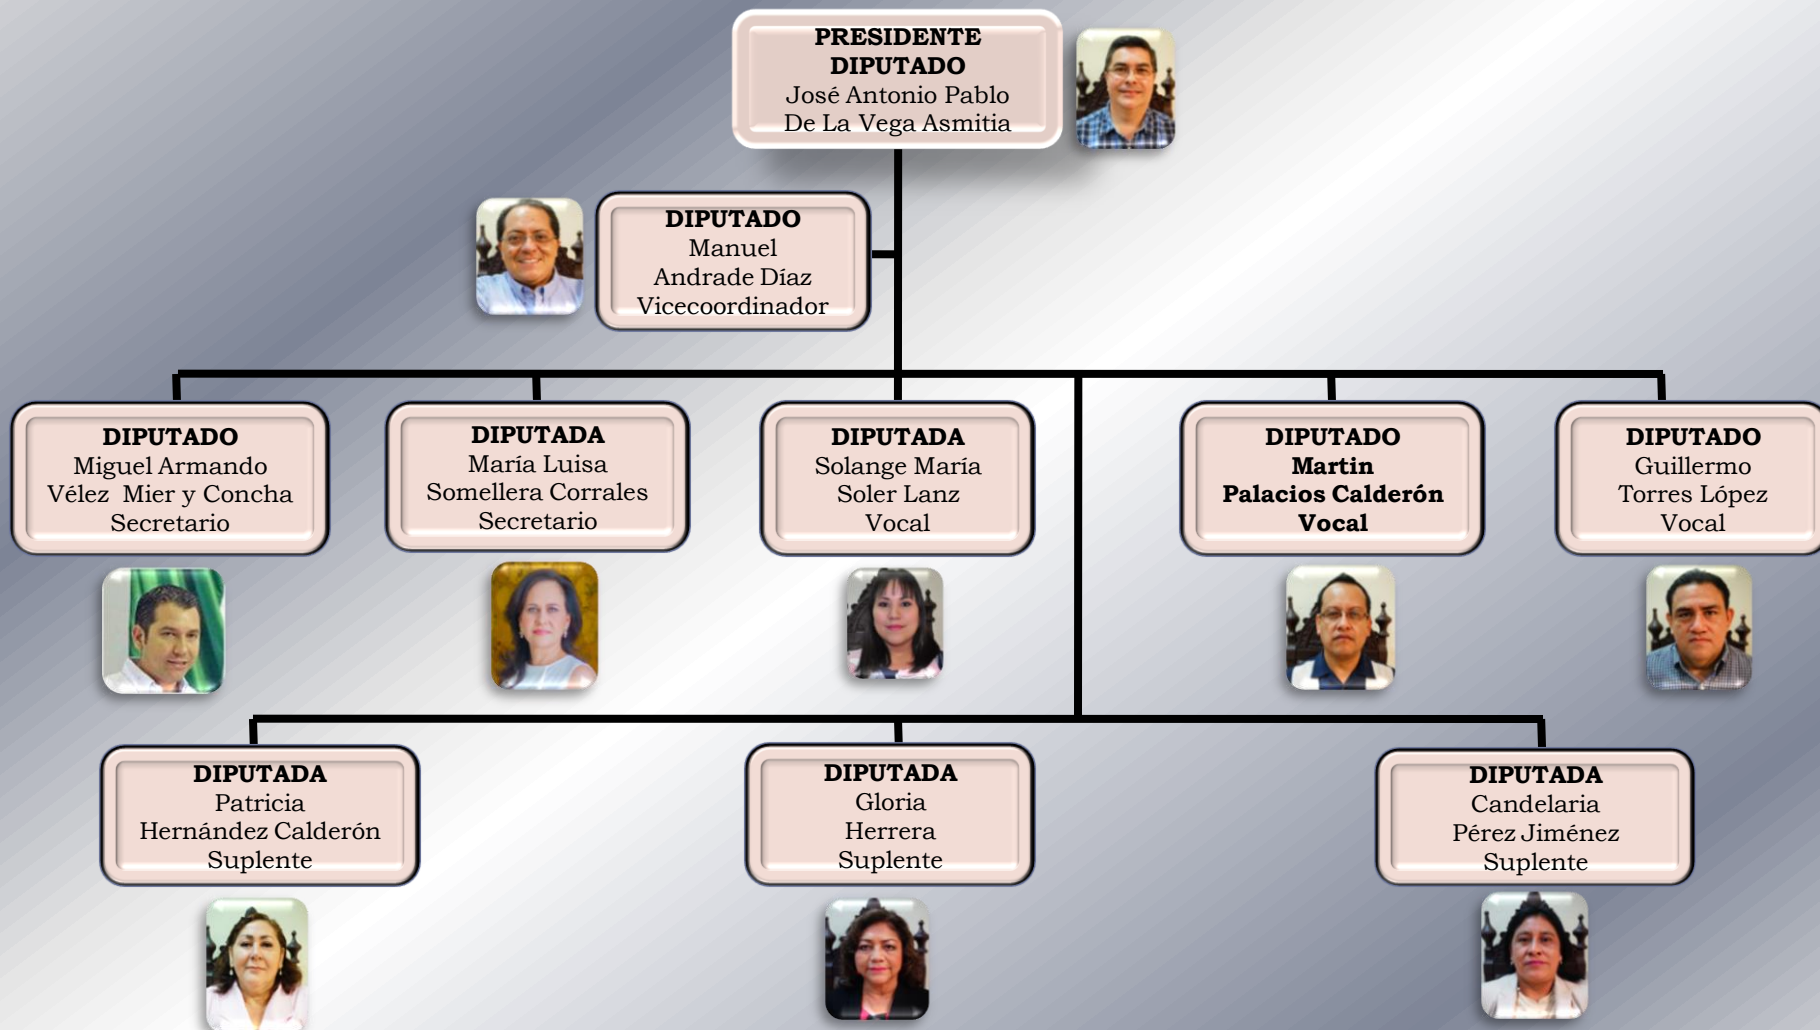 PRESIDENTE
DIPUTADO
José Antonio Pablo
De La Vega Asmitia
DIPUTADO
Manuel
Andrade Díaz
Vicecoordinador
DIPUTADO
Miguel Armando
Vélez  Mier y Concha
Secretario
DIPUTADA
María Luisa
Somellera Corrales
Secretario
DIPUTADA
Solange María
Soler Lanz
Vocal
DIPUTADO
Martin
Palacios Calderón
Vocal
DIPUTADO
Guillermo
Torres López
Vocal
DIPUTADA
Patricia
Hernández Calderón
Suplente
DIPUTADA
Gloria
Herrera
Suplente
DIPUTADA
Candelaria
Pérez Jiménez
Suplente